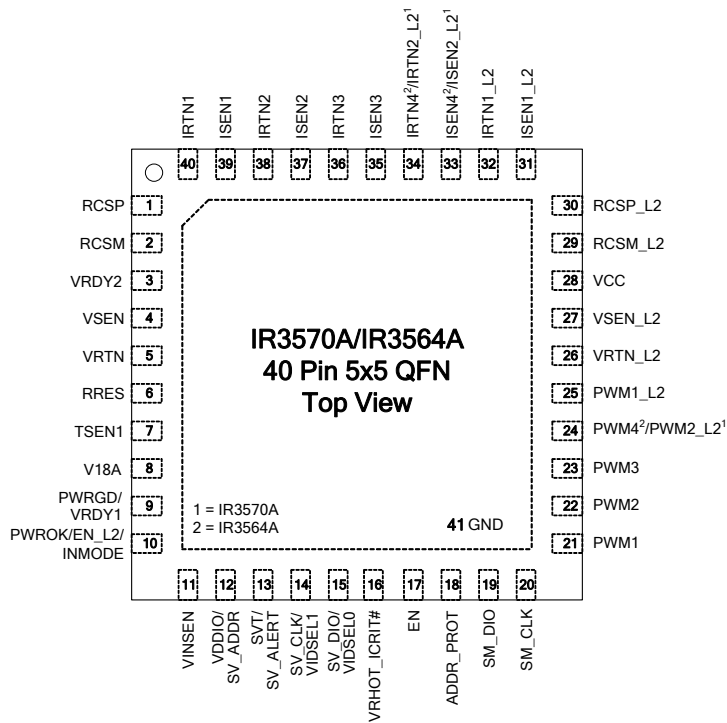 IRTN1
ISEN1
IRTN2
ISEN2
IRTN3
ISEN3
IRTN4²/IRTN2_L2¹
ISEN4²/ISEN2_L2¹
IRTN1_L2
ISEN1_L2
40 39 38 37 36 35 34 33 32 31
RCSP 1
RCSM 2
VRDY2 3
VSEN 4
VRTN 5
RRES 6
TSEN1 7
V18A 8
PWRGD/
VRDY1 9
PWROK/EN_L2/
INMODE 10
IR3570A/IR3564A
40 Pin 5x5 QFN
Top View
1 = IR3570A
2 = IR3564A
41 GND
30 RCSP_L2
29 RCSM_L2
28 VCC
27 VSEN_L2
26 VRTN_L2
25 PWM1_L2
24 PWM4²/PWM2_L2¹
23 PWM3
22 PWM2
21 PWM1
11 12 13 14 15 16 17 18 19 20
VINSEN
VDDIO/
SV_ADDR
SVT/
SV_ALERT
SV_CLK/
VIDSEL1
SV_DIO/
VIDSEL0
VRHOT_ICRIT#
EN
ADDR_PROT
SM_DIO
SM_CLK